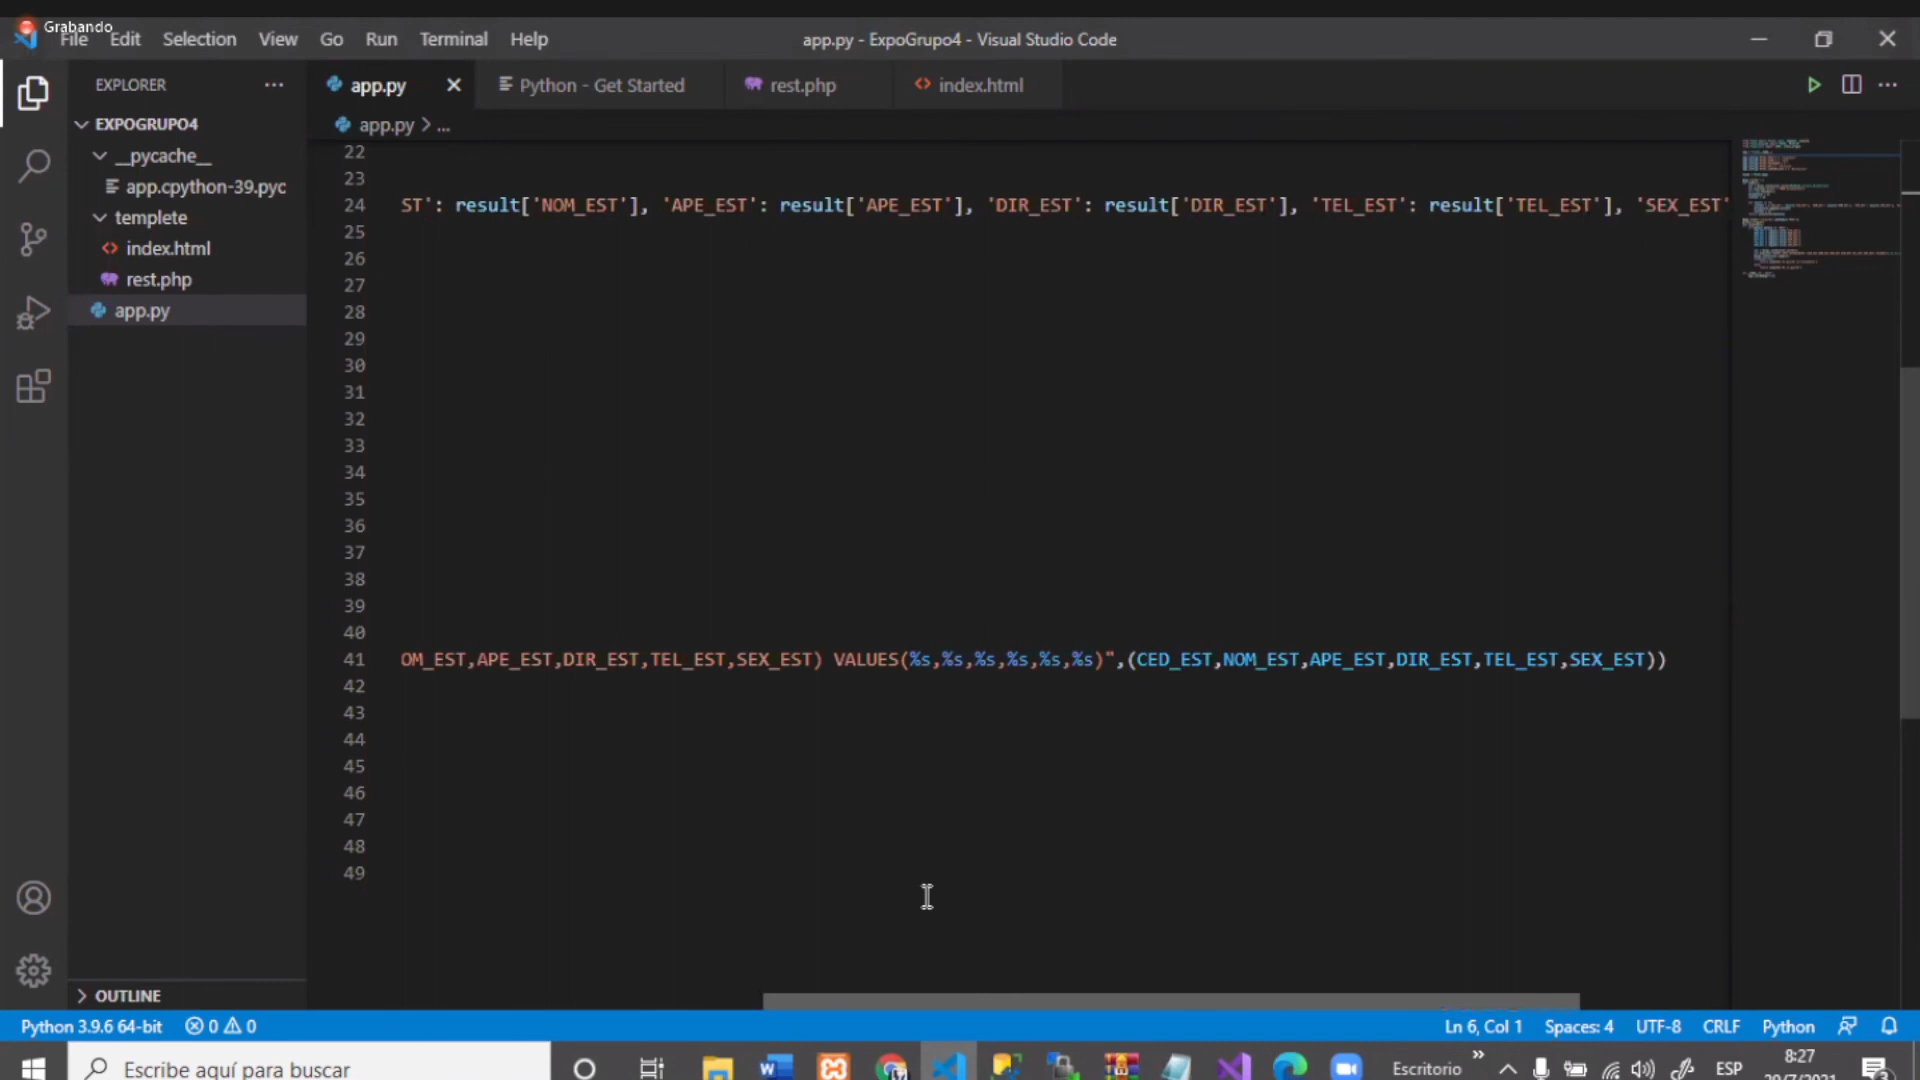 Grabando
File Edit Selection View Go Run Terminal Help
app.py - ExpoGrupo4 - Visual Studio Code
EXPLORER
app.py
Python - Get Started
rest.php
index.html
app.py > ...
EXPOGRUPO4
__pycache__
app.cpython-39.pyc
templete
index.html
rest.php
app.py
22
23
24 ST': result['NOM_EST'], 'APE_EST': result['APE_EST'], 'DIR_EST': result['DIR_EST'], 'TEL_EST': result['TEL_EST'], 'SEX_EST'
25
26
27
28
29
30
31
32
33
34
35
36
37
38
39
40
41 OM_EST,APE_EST,DIR_EST,TEL_EST,SEX_EST) VALUES(%s,%s,%s,%s,%s,%s)",(CED_EST,NOM_EST,APE_EST,DIR_EST,TEL_EST,SEX_EST))
42
43
44
45
46
47
48
49
OUTLINE
Python 3.9.6 64-bit 0 0 Ln 6, Col 1 Spaces: 4 UTF-8 CRLF Python
Escribe aquí para buscar
Escritorio
ESP
8:27